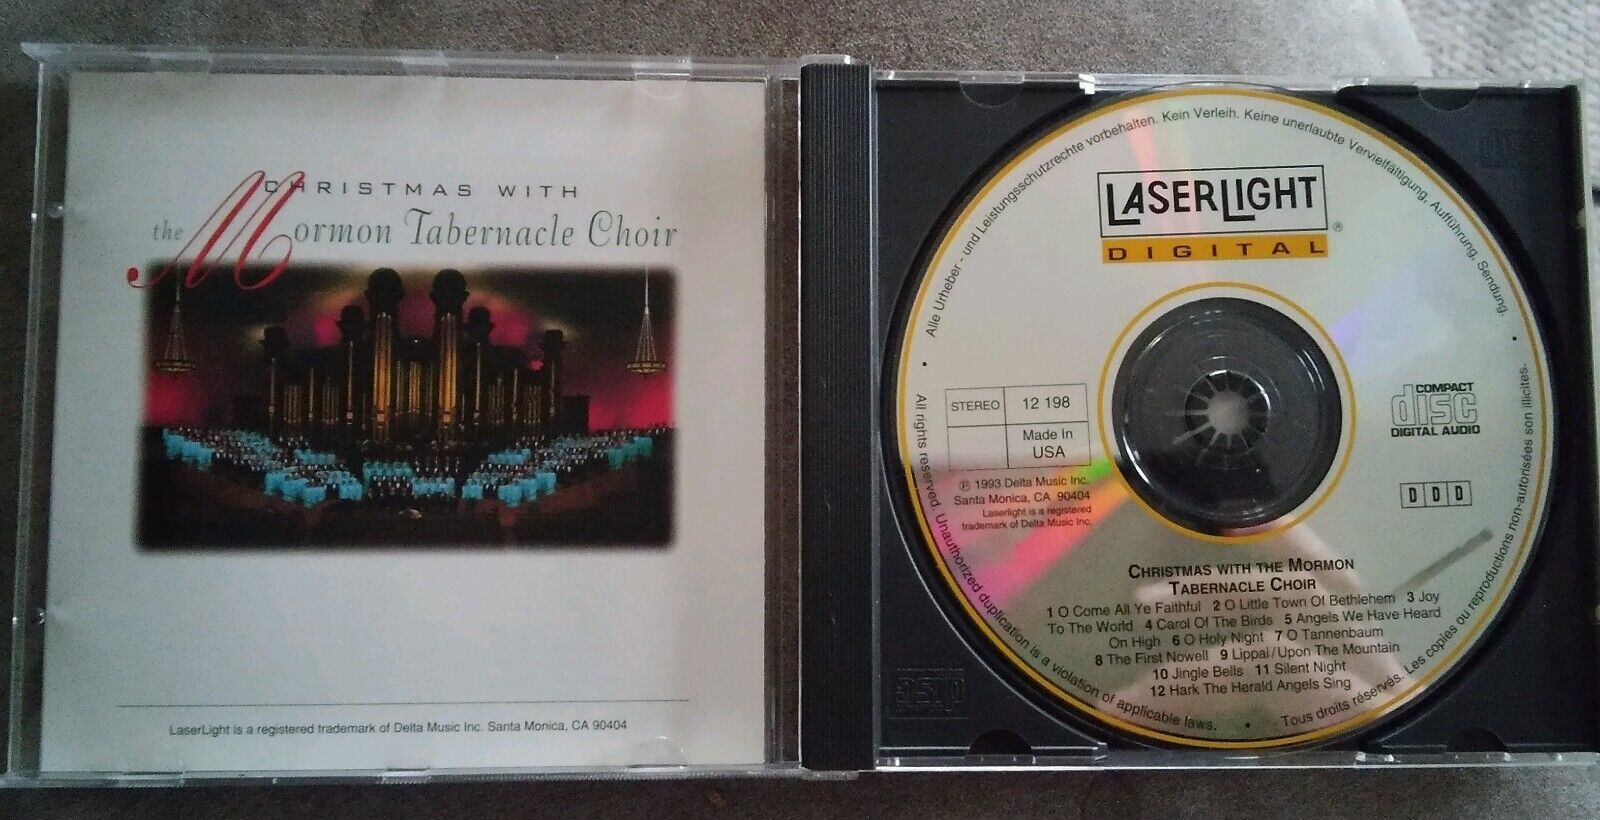 CHRISTMAS WITH
the Mormon Tabernacle Choir
LaserLight is a registered trademark of Delta Music Inc. Santa Monica, CA 90404
Alle Urheber - und Leistungsschutzrechte vorbehalten. Kein Verleih. Keine unerlaubte Vervielfältigung, Aufführung, Sendung.
LASERLIGHT ®
DIGITAL
STEREO 12 198
Made In
USA
℗ 1993 Delta Music Inc.
Santa Monica, CA 90404
Laserlight is a registered
trademark of Delta Music Inc.
COMPACT
disc
DIGITAL AUDIO
D D D
CHRISTMAS WITH THE MORMON
TABERNACLE CHOIR
1 O Come All Ye Faithful 2 O Little Town Of Bethlehem 3 Joy
To The World 4 Carol Of The Birds 5 Angels We Have Heard
On High 6 O Holy Night 7 O Tannenbaum
8 The First Nowell 9 Lippai/Upon The Mountain
10 Jingle Bells 11 Silent Night
12 Hark The Herald Angels Sing
All rights reserved. Unauthorized duplication is a violation of applicable laws.
Tous droits réservés. Les copies ou reproductions non-autorisées son illicites.